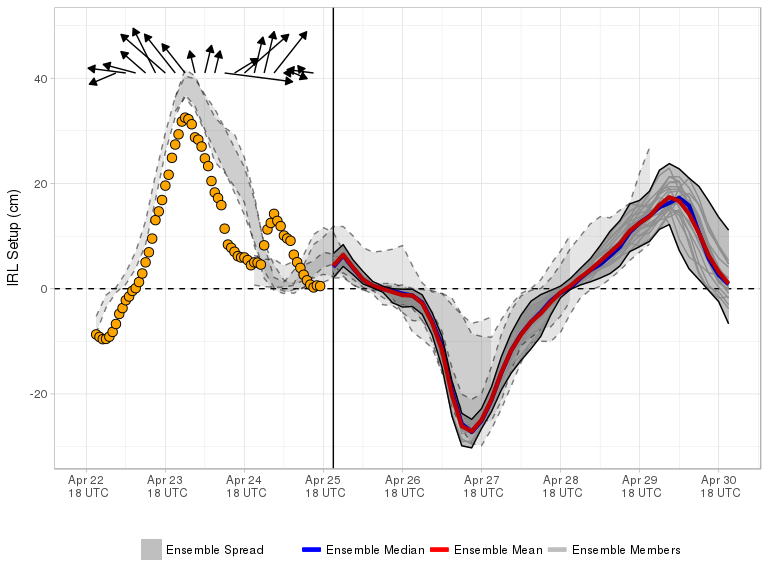 IRL Setup (cm)
40
20
0
-20
Apr 22 Apr 23 Apr 24 Apr 25 Apr 26 Apr 27 Apr 28 Apr 29 Apr 30
18 UTC 18 UTC 18 UTC 18 UTC 18 UTC 18 UTC 18 UTC 18 UTC 18 UTC
Ensemble Spread Ensemble Median Ensemble Mean Ensemble Members